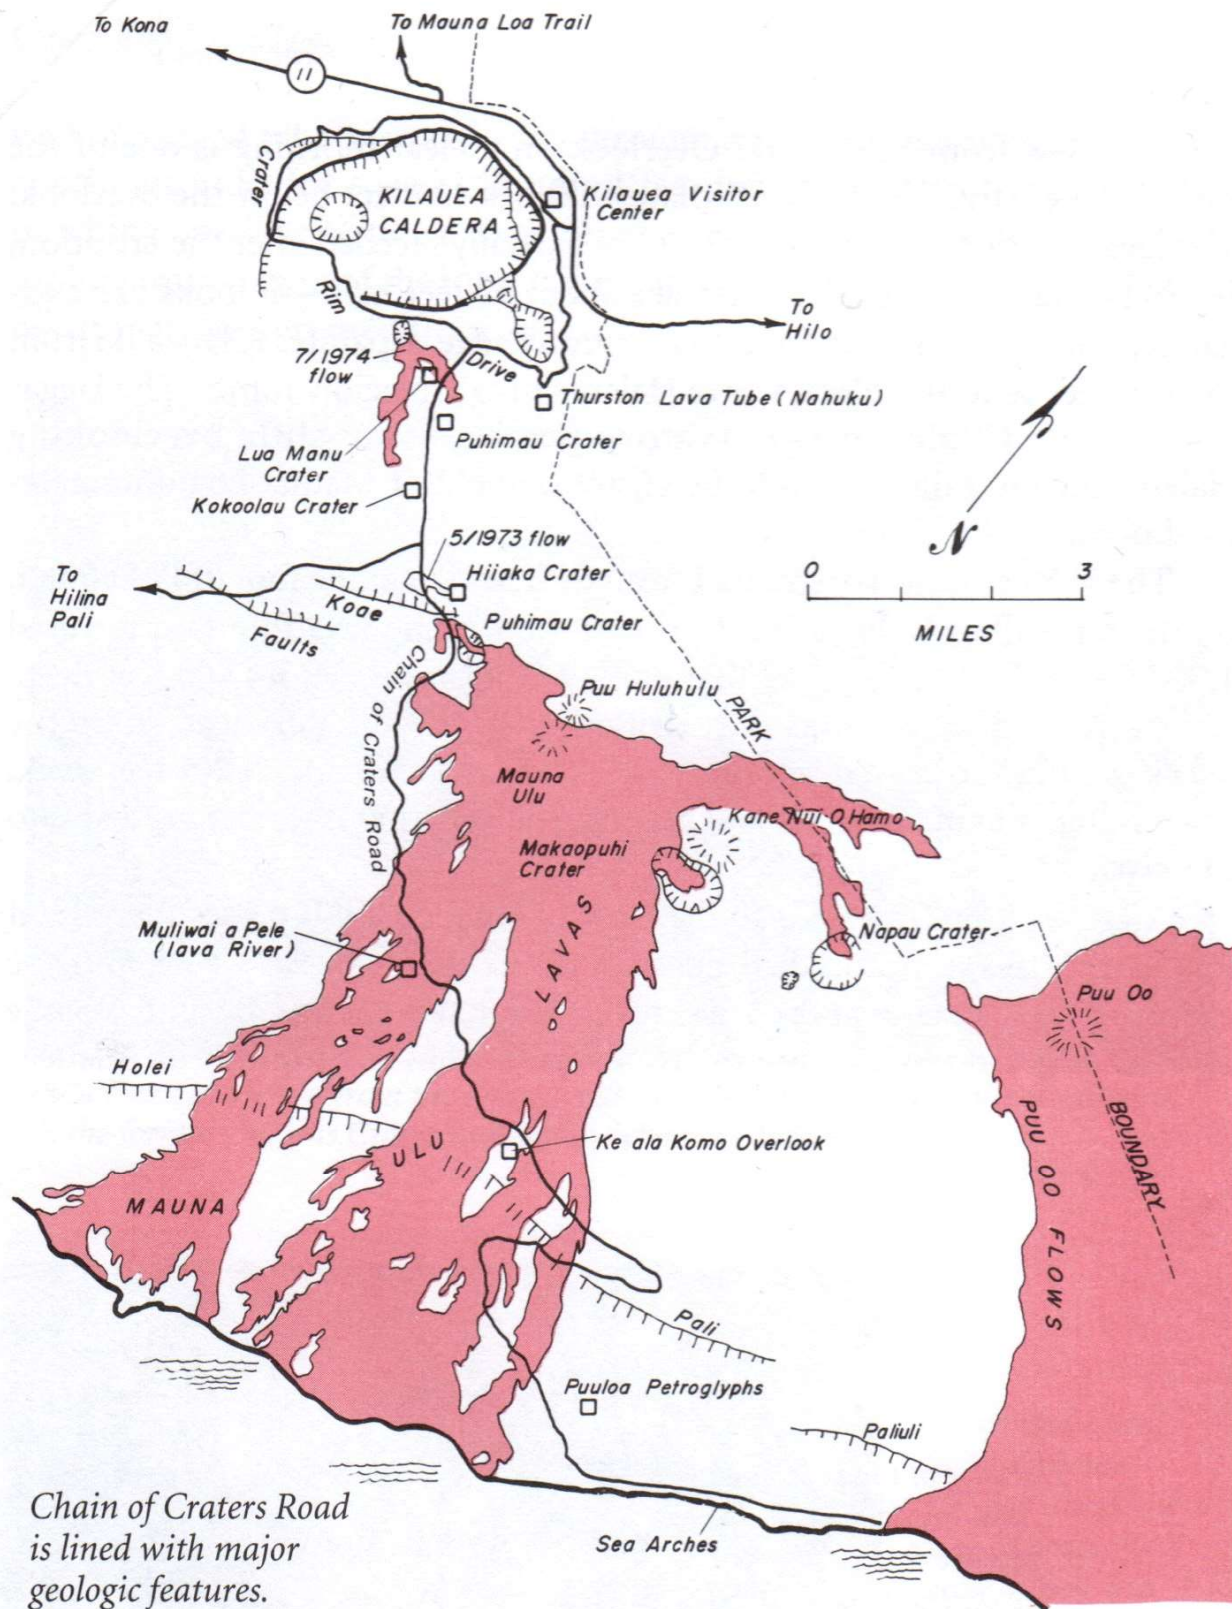 To Kona
To Mauna Loa Trail
11
Crater
KILAUEA
CALDERA
Kilauea Visitor
Center
Rim
To
Hilo
7/1974
flow
Drive
Thurston Lava Tube (Nahuku)
Puhimau Crater
Lua Manu
Crater
Kokoolau Crater
N
5/1973 flow
Hiiaka Crater
To
Hilina
Pali
Koae
Faults
Puhimau Crater
0 3
MILES
Chain of Craters Road
Puu Huluhulu
PARK
Mauna
Ulu
Kane Nui O Hamo
Makaopuhi
Crater
Muliwai a Pele
(lava River)
LAVAS
Napau Crater
Puu Oo
Holei
Ke ala Komo Overlook
ULU
MAUNA
PUU OO FLOWS
BOUNDARY
Pali
Puuloa Petroglyphs
Paliuli
Sea Arches
Chain of Craters Road
is lined with major
geologic features.